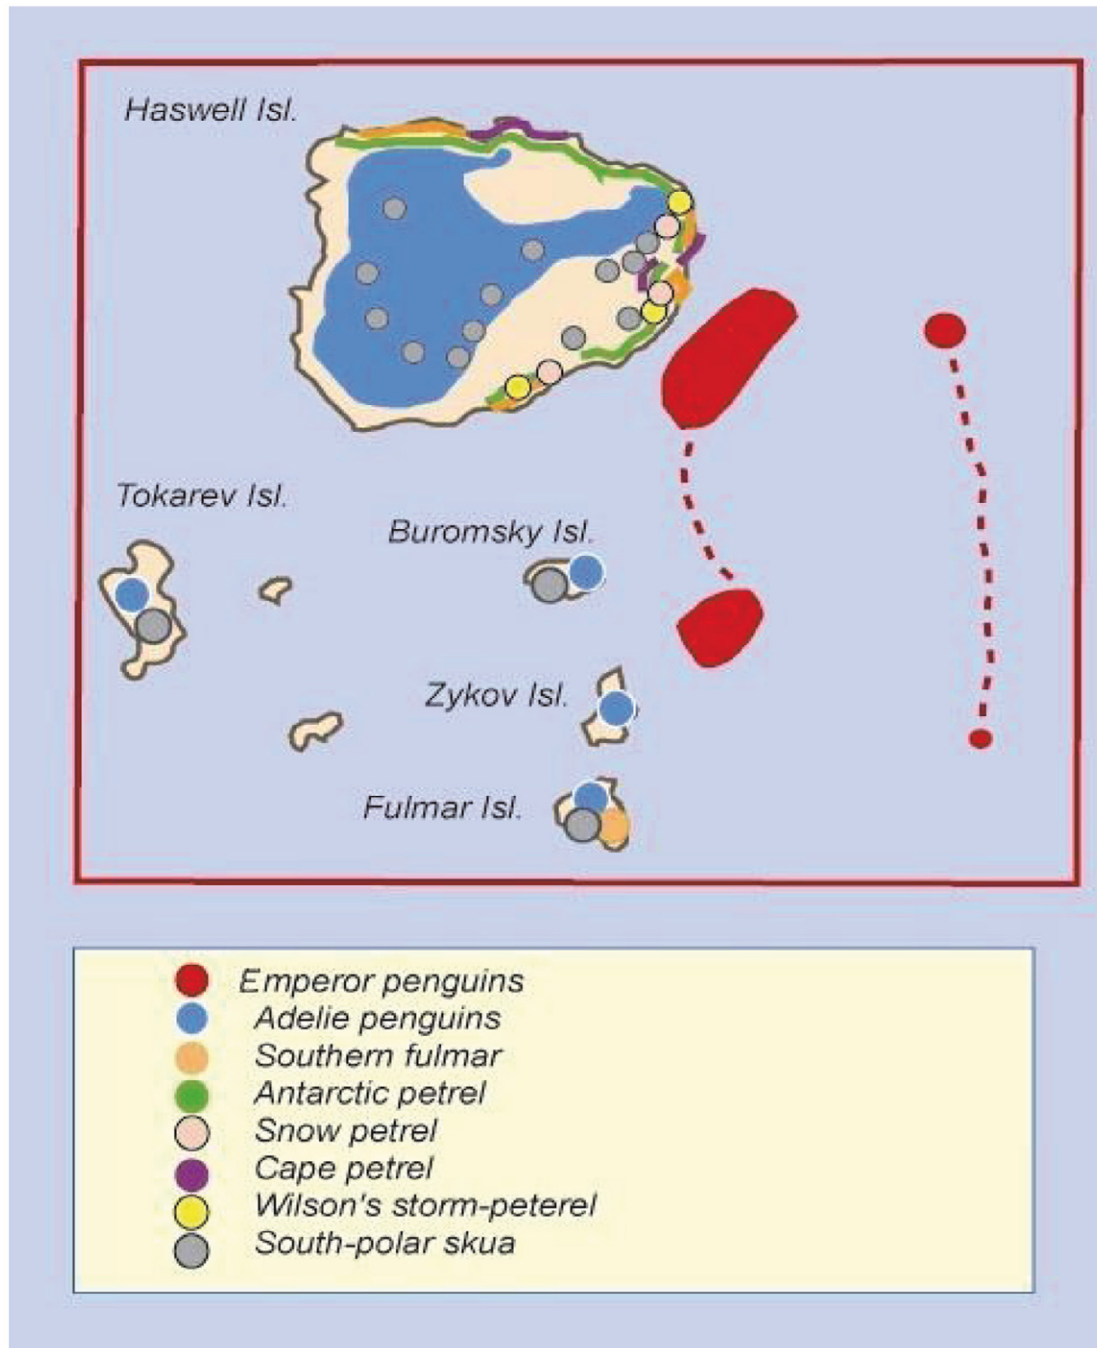 Haswell Isl.
Tokarev Isl.
Buromsky Isl.
Zykov Isl.
Fulmar Isl.
Emperor penguins
Adelie penguins
Southern fulmar
Antarctic petrel
Snow petrel
Cape petrel
Wilson's storm-peterel
South-polar skua